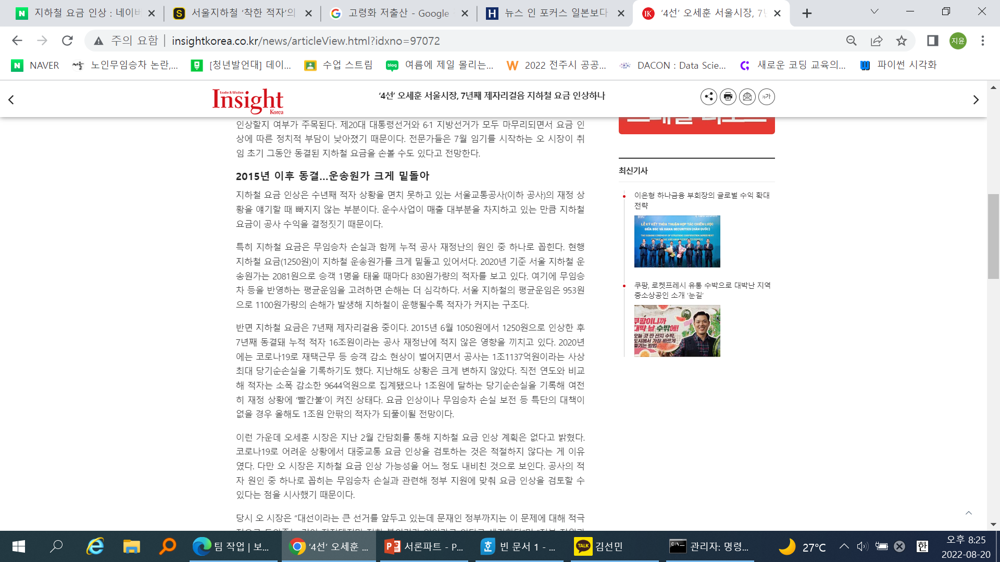 지하철 요금 인상 : 네이버
서울지하철 ‘착한 적자’의
고령화 저출산 - Google
뉴스 인 포커스 일본보다
‘4선’ 오세훈 서울시장, 7년
주의 요함
insightkorea.co.kr/news/articleView.html?idxno=97072
지윤
NAVER
노인무임승차 논란,...
[청년발언대] 데이...
수업 스트림
여름에 제일 몰리는...
2022 전주시 공공...
DACON : Data Scie...
새로운 코딩 교육의...
파이썬 시각화
Leader & Wisdom
Insight
Korea
‘4선’ 오세훈 서울시장, 7년째 제자리걸음 지하철 요금 인상하나
인상할지 여부가 주목된다. 제20대 대통령선거와 6·1 지방선거가 모두 마무리되면서 요금 인
상에 따른 정치적 부담이 낮아졌기 때문이다. 전문가들은 7월 임기를 시작하는 오 시장이 취
임 초기 그동안 동결된 지하철 요금을 손볼 수도 있다고 전망한다.
2015년 이후 동결...운송원가 크게 밑돌아
지하철 요금 인상은 수년째 적자 상황을 면치 못하고 있는 서울교통공사(이하 공사)의 재정 상
황을 얘기할 때 빠지지 않는 부분이다. 운수사업이 매출 대부분을 차지하고 있는 만큼 지하철
요금이 공사 수익을 결정짓기 때문이다.
특히 지하철 요금은 무임승차 손실과 함께 누적 공사 재정난의 원인 중 하나로 꼽힌다. 현행
지하철 요금(1250원)이 지하철 운송원가를 크게 밑돌고 있어서다. 2020년 기준 서울 지하철 운
송원가는 2081원으로 승객 1명을 태울 때마다 830원가량의 적자를 보고 있다. 여기에 무임승
차 등을 반영하는 평균운임을 고려하면 손해는 더 심각하다. 서울 지하철의 평균운임은 953원
으로 1100원가량의 손해가 발생해 지하철이 운행될수록 적자가 커지는 구조다.
반면 지하철 요금은 7년째 제자리걸음 중이다. 2015년 6월 1050원에서 1250원으로 인상한 후
7년째 동결돼 누적 적자 16조원이라는 공사 재정난에 적지 않은 영향을 끼치고 있다. 2020년
에는 코로나19로 재택근무 등 승객 감소 현상이 벌어지면서 공사는 1조1137억원이라는 사상
최대 당기순손실을 기록하기도 했다. 지난해도 상황은 크게 변하지 않았다. 직전 연도와 비교
해 적자는 소폭 감소한 9644억원으로 집계됐으나 1조원에 달하는 당기순손실을 기록해 여전
히 재정 상황에 ‘빨간불’이 켜진 상태다. 요금 인상이나 무임승차 손실 보전 등 특단의 대책이
없을 경우 올해도 1조원 안팎의 적자가 되풀이될 전망이다.
이런 가운데 오세훈 시장은 지난 2월 간담회를 통해 지하철 요금 인상 계획은 없다고 밝혔다.
코로나19로 어려운 상황에서 대중교통 요금 인상을 검토하는 것은 적절하지 않다는 게 이유
였다. 다만 오 시장은 지하철 요금 인상 가능성을 어느 정도 내비친 것으로 보인다. 공사의 적
자 원인 중 하나로 꼽히는 무임승차 손실과 관련해 정부 지원에 맞춰 요금 인상을 검토할 수
있다는 점을 시사했기 때문이다.
당시 오 시장은 “대선이라는 큰 선거를 앞두고 있는데 문재인 정부까지는 이 문제에 대해 적극
최신기사
이은형 하나금융 부회장의 글로벌 수익 확대
전략
LỄ KÝ KẾT THỎA THUẬN HỢP TÁC CHIẾN LƯỢC
GIỮA BSC VÀ HANA SECURITIES (HÀN QUỐC)
THE SIGNING CEREMONY OF STRATEGIC COOPERATION AGREEMENT
쿠팡, 로켓프레시 유통 수박으로 대박난 지역
중소상공인 소개 ‘눈길’
쿠팡이니까
대박 날 수밖에!
오늘 갓 딴 산지 수박,
도시에서 가장 빠르게
즐기는 방법
팀 작업 | 보...
‘4선’ 오세훈 ...
서론파트 - P...
빈 문서 1 - ...
TALK
김선민
관리자: 명령...
27℃
한
오후 8:25
2022-08-20